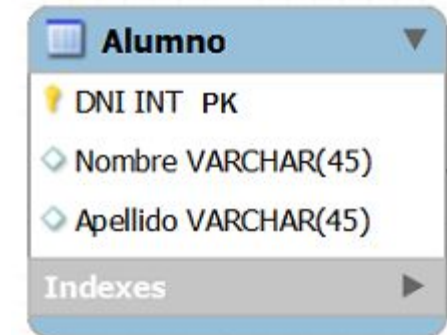 Alumno
DNI INT PK
Nombre VARCHAR(45)
Apellido VARCHAR(45)
Indexes